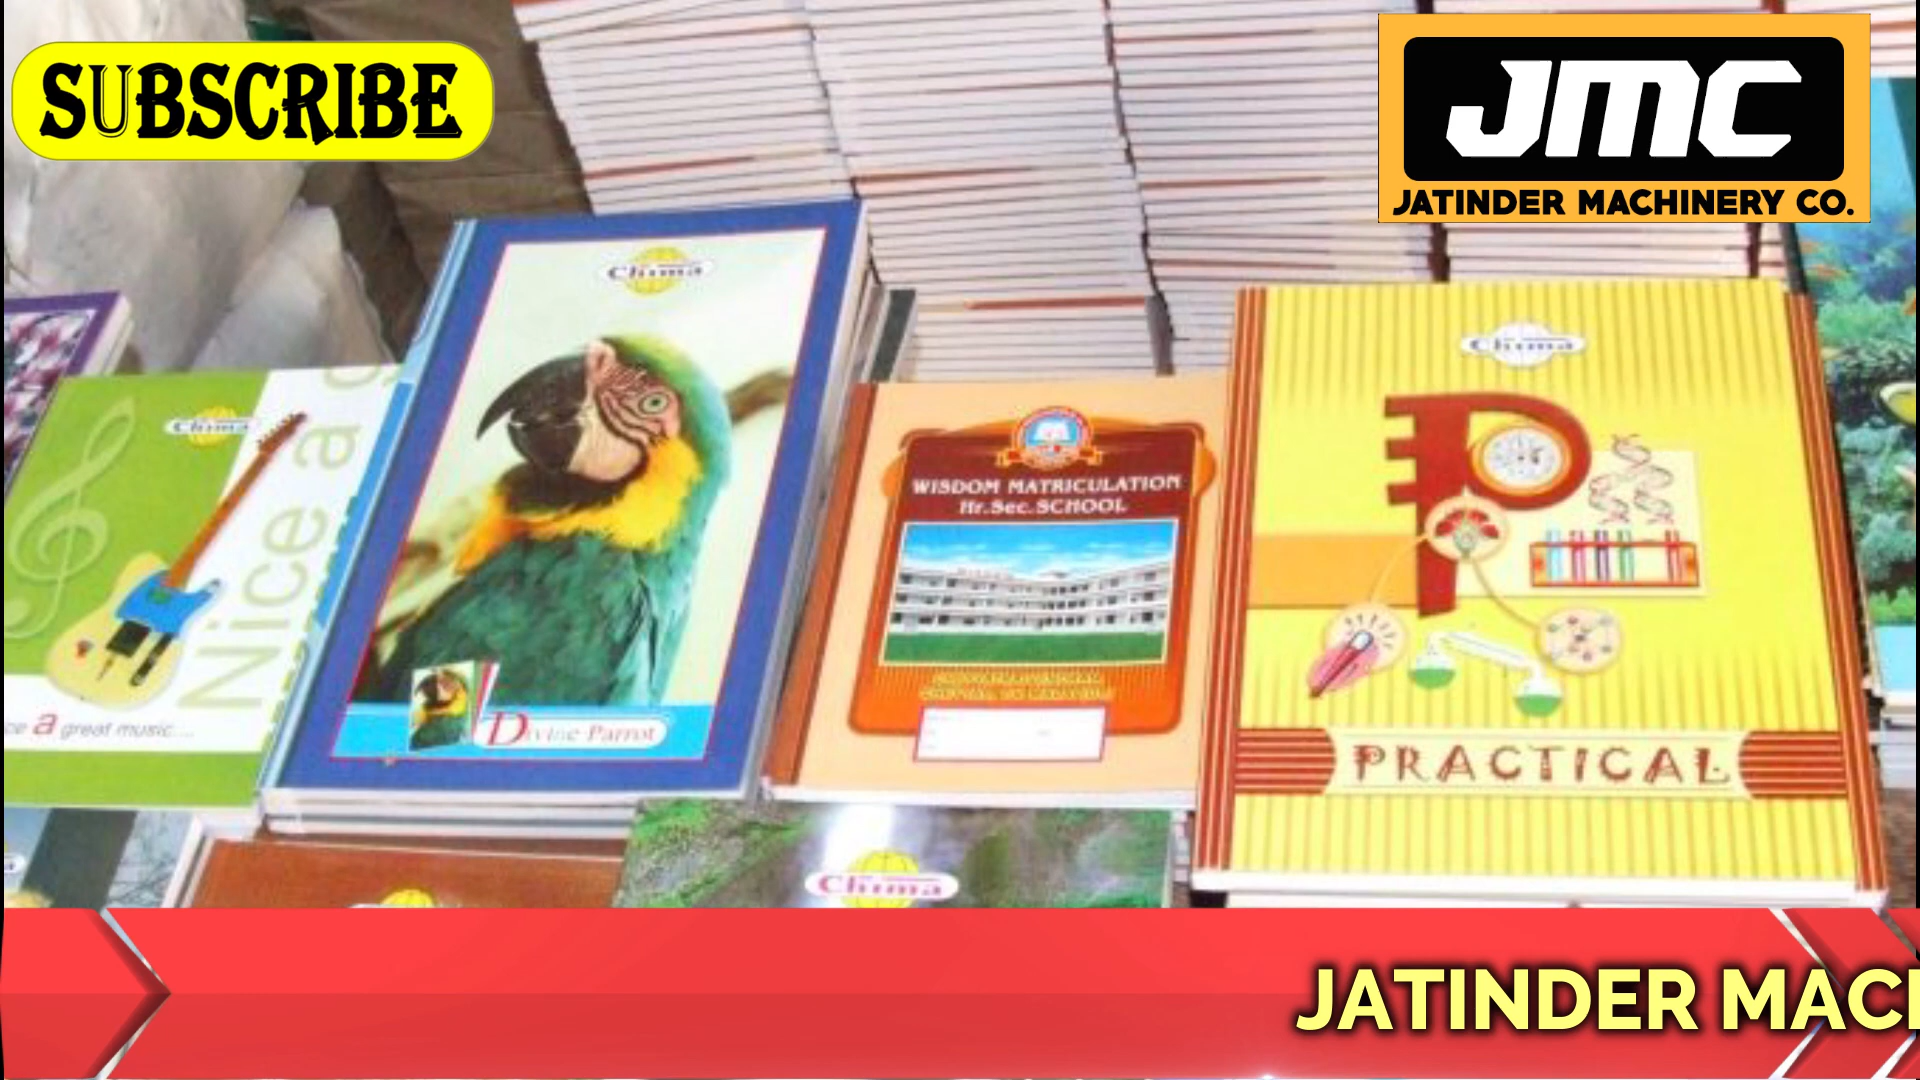 SUBSCRIBE
JMC
JATINDER MACHINERY CO.
Chima
Chima
Chima
Nice a
WISDOM MATRICULATION
Hr.Sec.SCHOOL
a great music....
Divine Parrot
PRACTICAL
Chima
JATINDER MACH